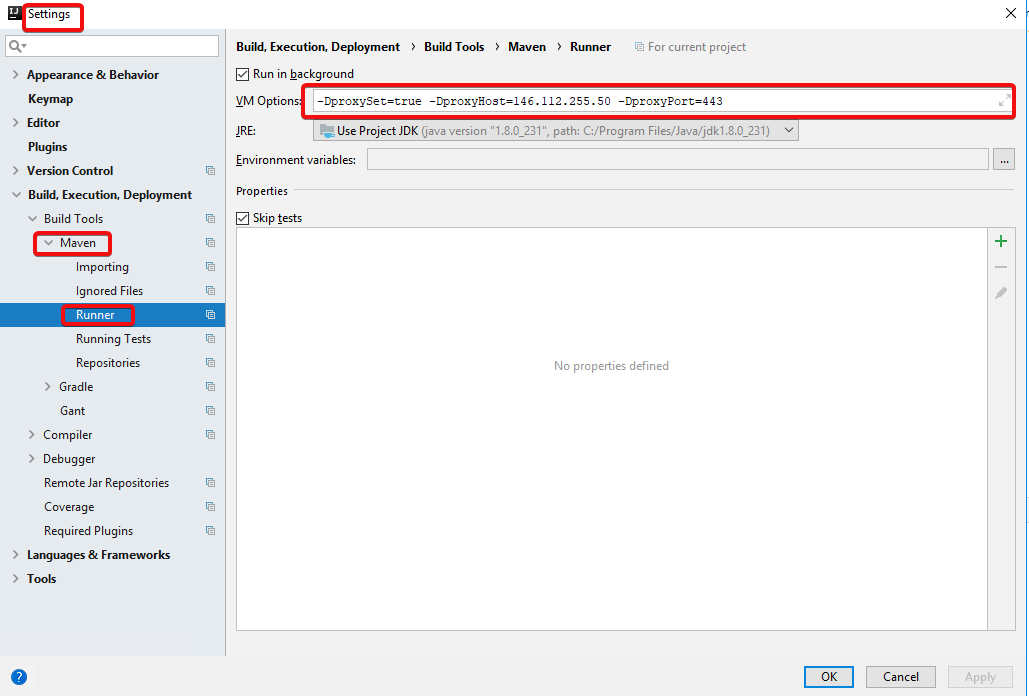 Settings
Build, Execution, Deployment › Build Tools › Maven › Runner For current project
Run in background
VM Options: -DproxySet=true -DproxyHost=146.112.255.50 -DproxyPort=443
JRE: Use Project JDK (java version "1.8.0_231", path: C:/Program Files/Java/jdk1.8.0_231)
Environment variables: ...
Properties
Skip tests
No properties defined
Appearance & Behavior
Keymap
Editor
Plugins
Version Control
Build, Execution, Deployment
Build Tools
Maven
Importing
Ignored Files
Runner
Running Tests
Repositories
Gradle
Gant
Compiler
Debugger
Remote Jar Repositories
Coverage
Required Plugins
Languages & Frameworks
Tools
?
OK Cancel Apply